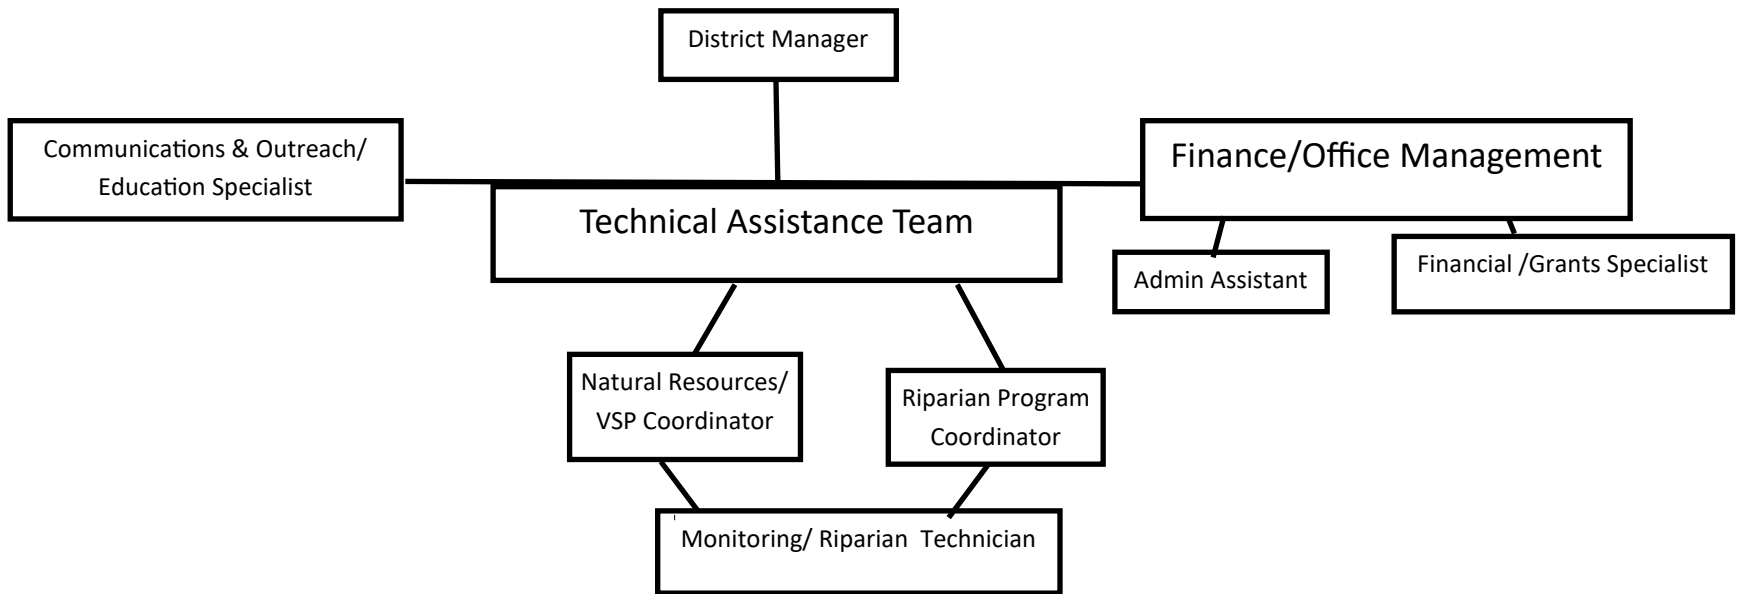 District Manager
Communications & Outreach/
Education Specialist
Finance/Office Management
Technical Assistance Team
Admin Assistant
Financial /Grants Specialist
Natural Resources/
VSP Coordinator
Riparian Program
Coordinator
Monitoring/ Riparian  Technician